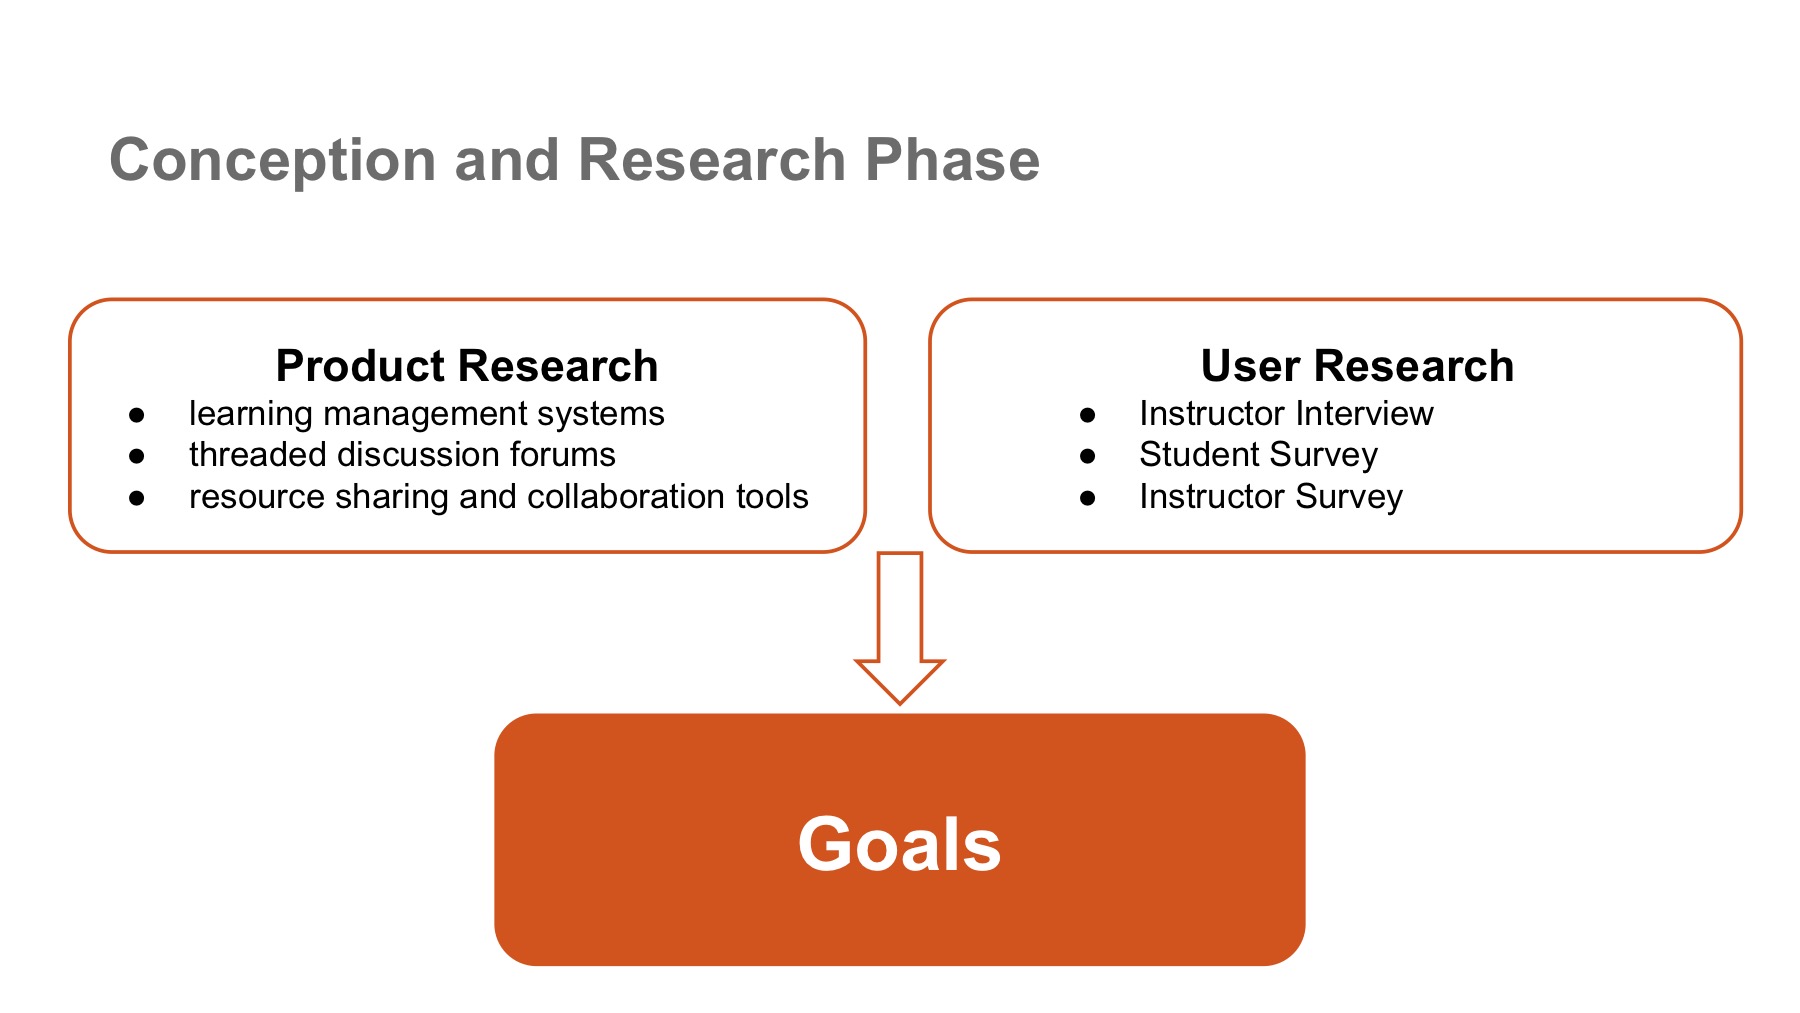 Conception and Research Phase
Product Research
● learning management systems
● threaded discussion forums
● resource sharing and collaboration tools
User Research
● Instructor Interview
● Student Survey
● Instructor Survey
Goals